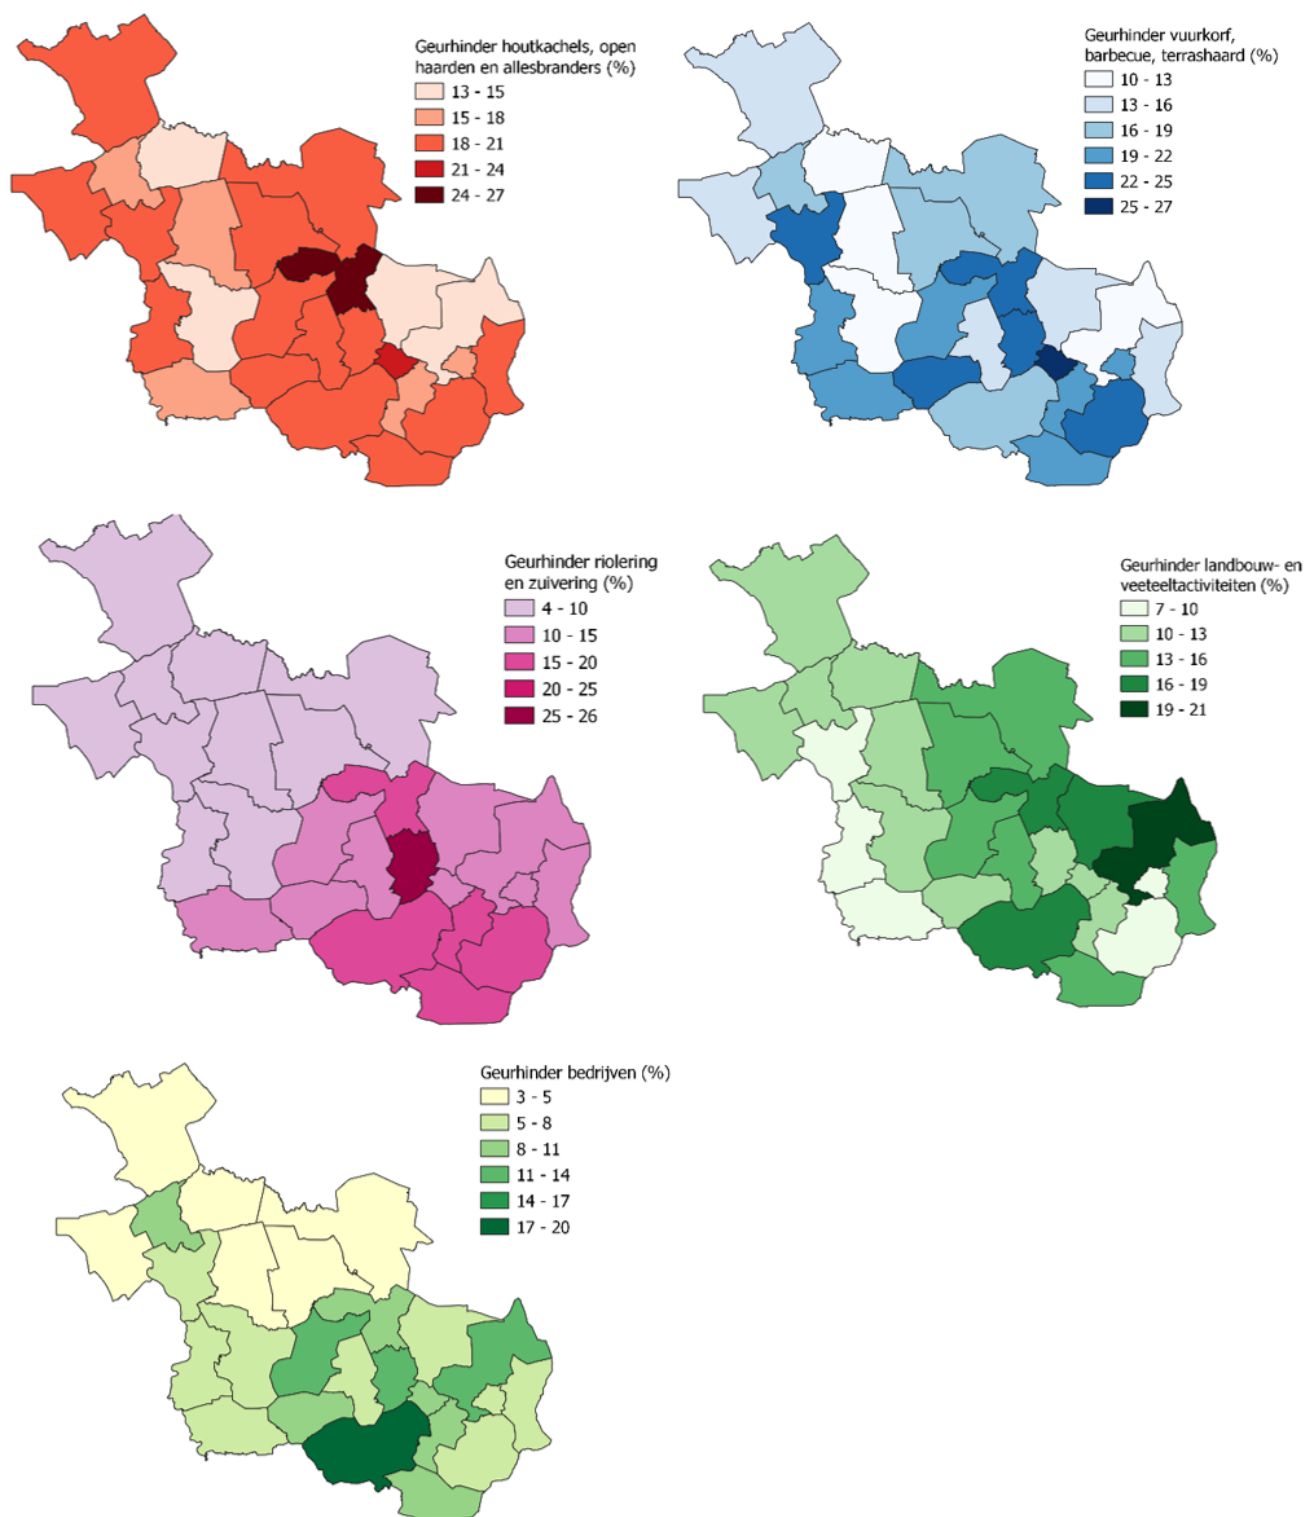 Geurhinder houtkachels, open
haarden en allesbranders (%)
13 - 15
15 - 18
18 - 21
21 - 24
24 - 27
Geurhinder vuurkorf,
barbecue, terrashaard (%)
10 - 13
13 - 16
16 - 19
19 - 22
22 - 25
25 - 27
Geurhinder riolering
en zuivering (%)
4 - 10
10 - 15
15 - 20
20 - 25
25 - 26
Geurhinder landbouw- en
veeteeltactiviteiten (%)
7 - 10
10 - 13
13 - 16
16 - 19
19 - 21
Geurhinder bedrijven (%)
3 - 5
5 - 8
8 - 11
11 - 14
14 - 17
17 - 20